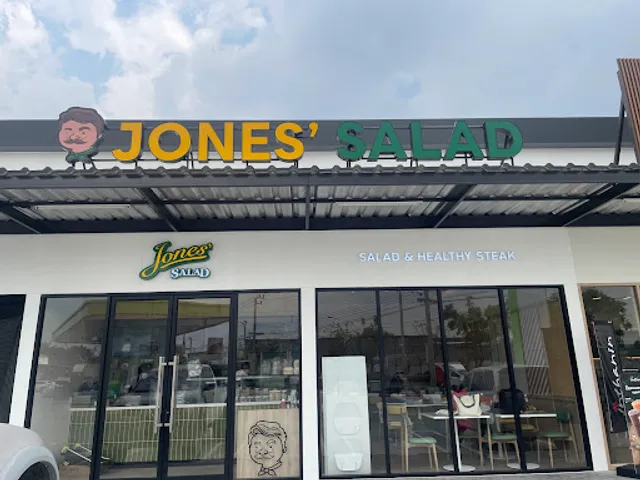 JONES' SALAD
Jones'
SALAD
SALAD & HEALTHY STEAK